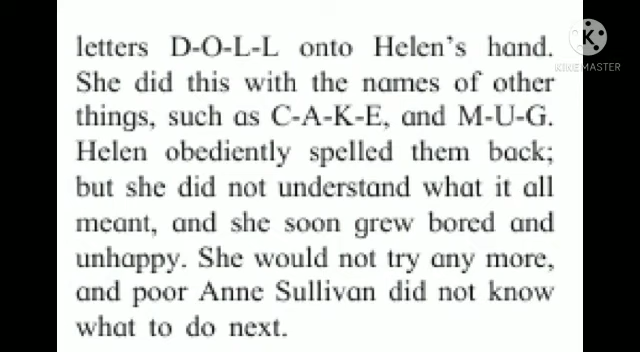 letters D-O-L-L onto Helen's hand.
She did this with the names of other
things, such as C-A-K-E, and M-U-G.
Helen obediently spelled them back;
but she did not understand what it all
meant, and she soon grew bored and
unhappy. She would not try any more,
and poor Anne Sullivan did not know
what to do next.
K
KINEMASTER